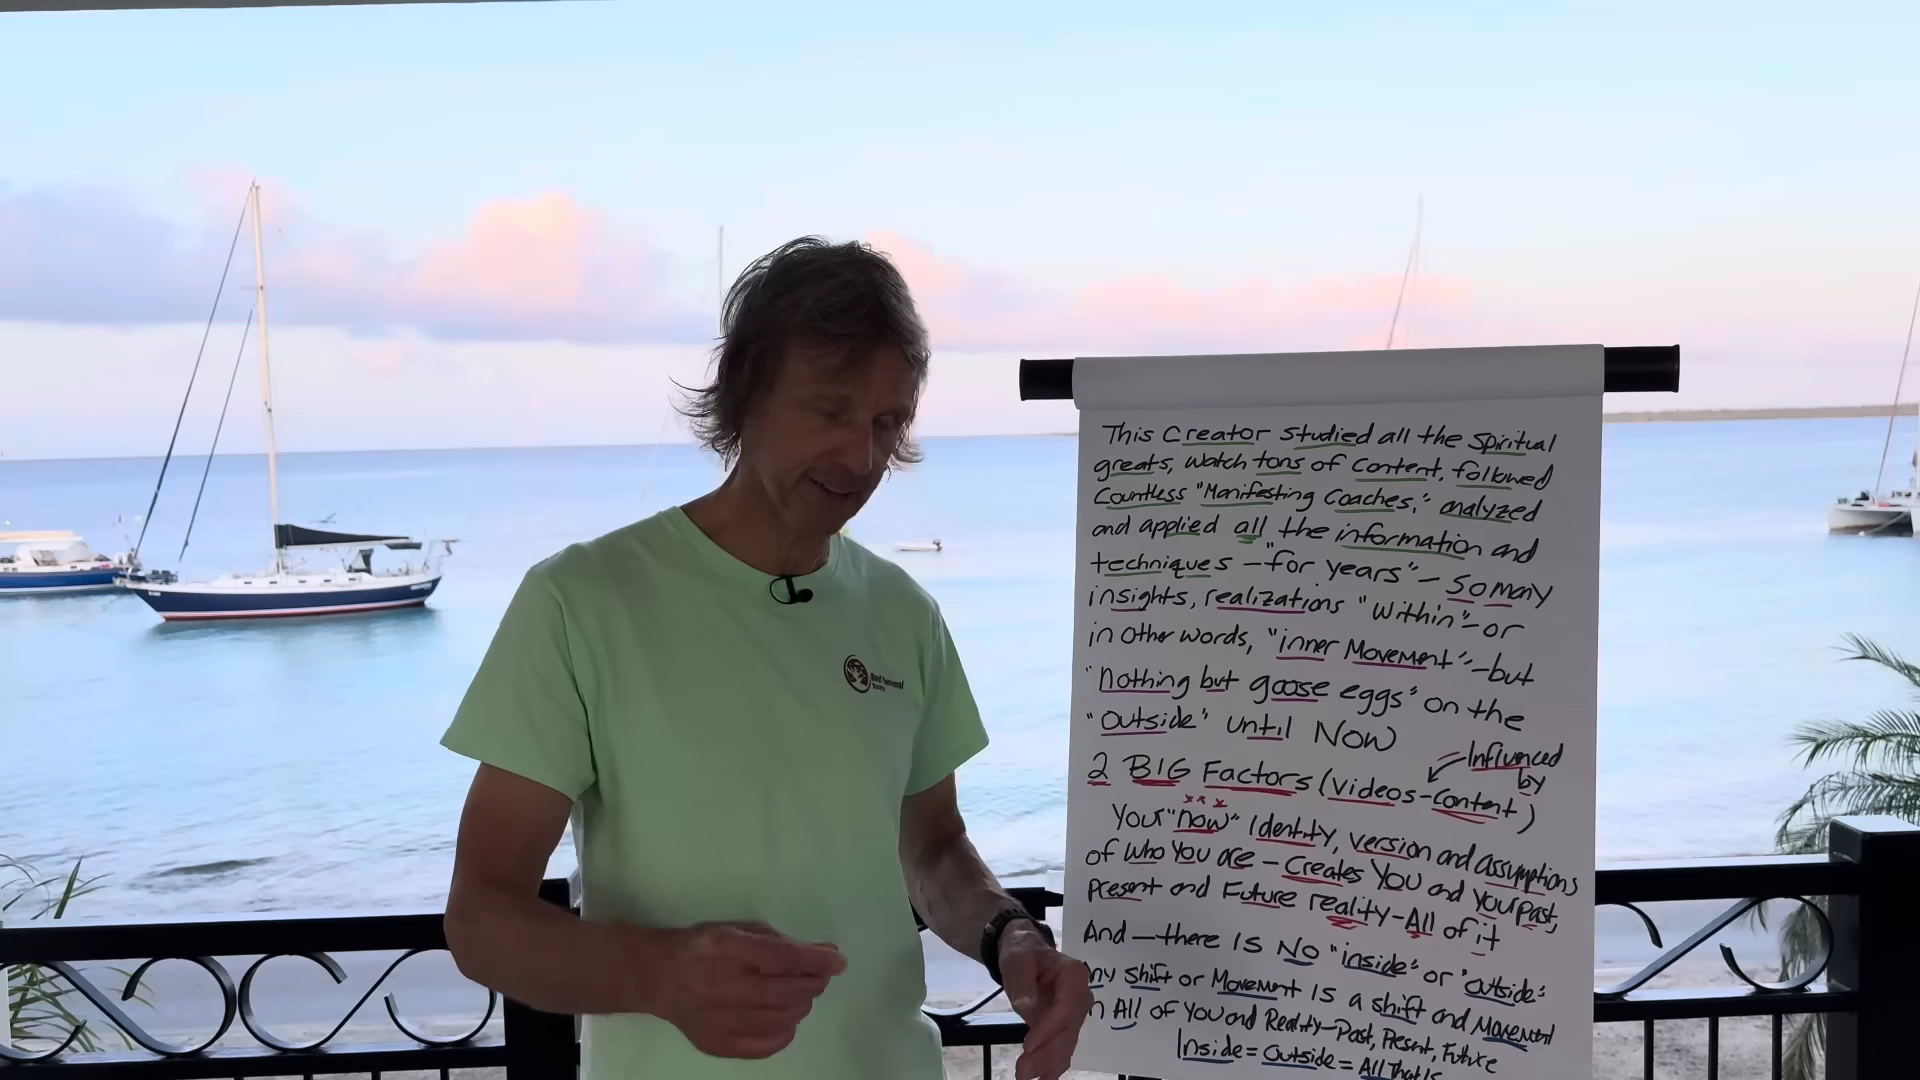 This Creator studied all the Spiritual
greats, watch tons of content, followed
Countless "Manifesting Coaches," analyzed
and applied all the information and
techniques - "for years" - so many
insights, realizations "within" - or
in other words, "inner Movement" - but
"nothing but goose eggs" on the
"outside" until NOW
Influenced
by
2 BIG Factors (Videos - Content)
Your "now" Identity, version and assumptions
of who You are - Creates You and Your Past,
Present and Future reality - All of it
And - there IS No "inside" or "outside"
Any shift or Movement IS a shift and Movement
in All of You and Reality - Past, Present, Future
Inside = Outside = All That Is